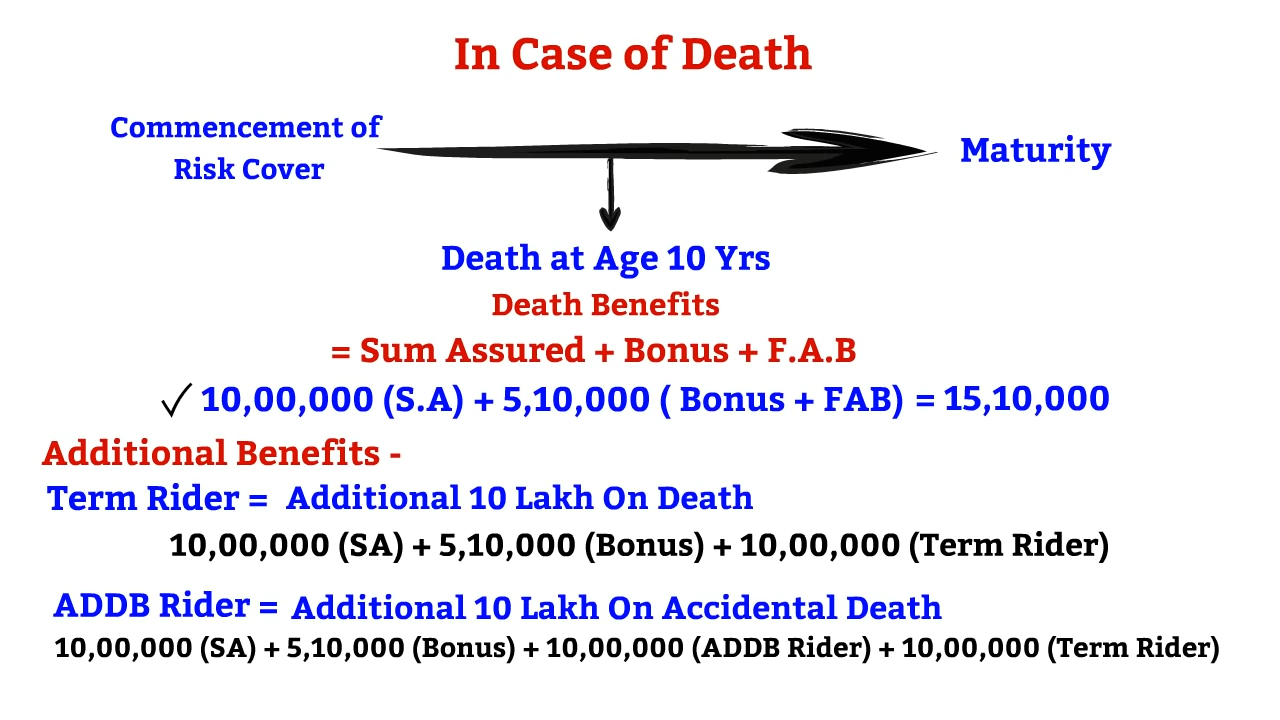 In Case of Death
Commencement of
Risk Cover
Maturity
Death at Age 10 Yrs
Death Benefits
= Sum Assured + Bonus + F.A.B
✓ 10,00,000 (S.A) + 5,10,000 ( Bonus + FAB) = 15,10,000
Additional Benefits -
Term Rider = Additional 10 Lakh On Death
10,00,000 (SA) + 5,10,000 (Bonus) + 10,00,000 (Term Rider)
ADDB Rider = Additional 10 Lakh On Accidental Death
10,00,000 (SA) + 5,10,000 (Bonus) + 10,00,000 (ADDB Rider) + 10,00,000 (Term Rider)